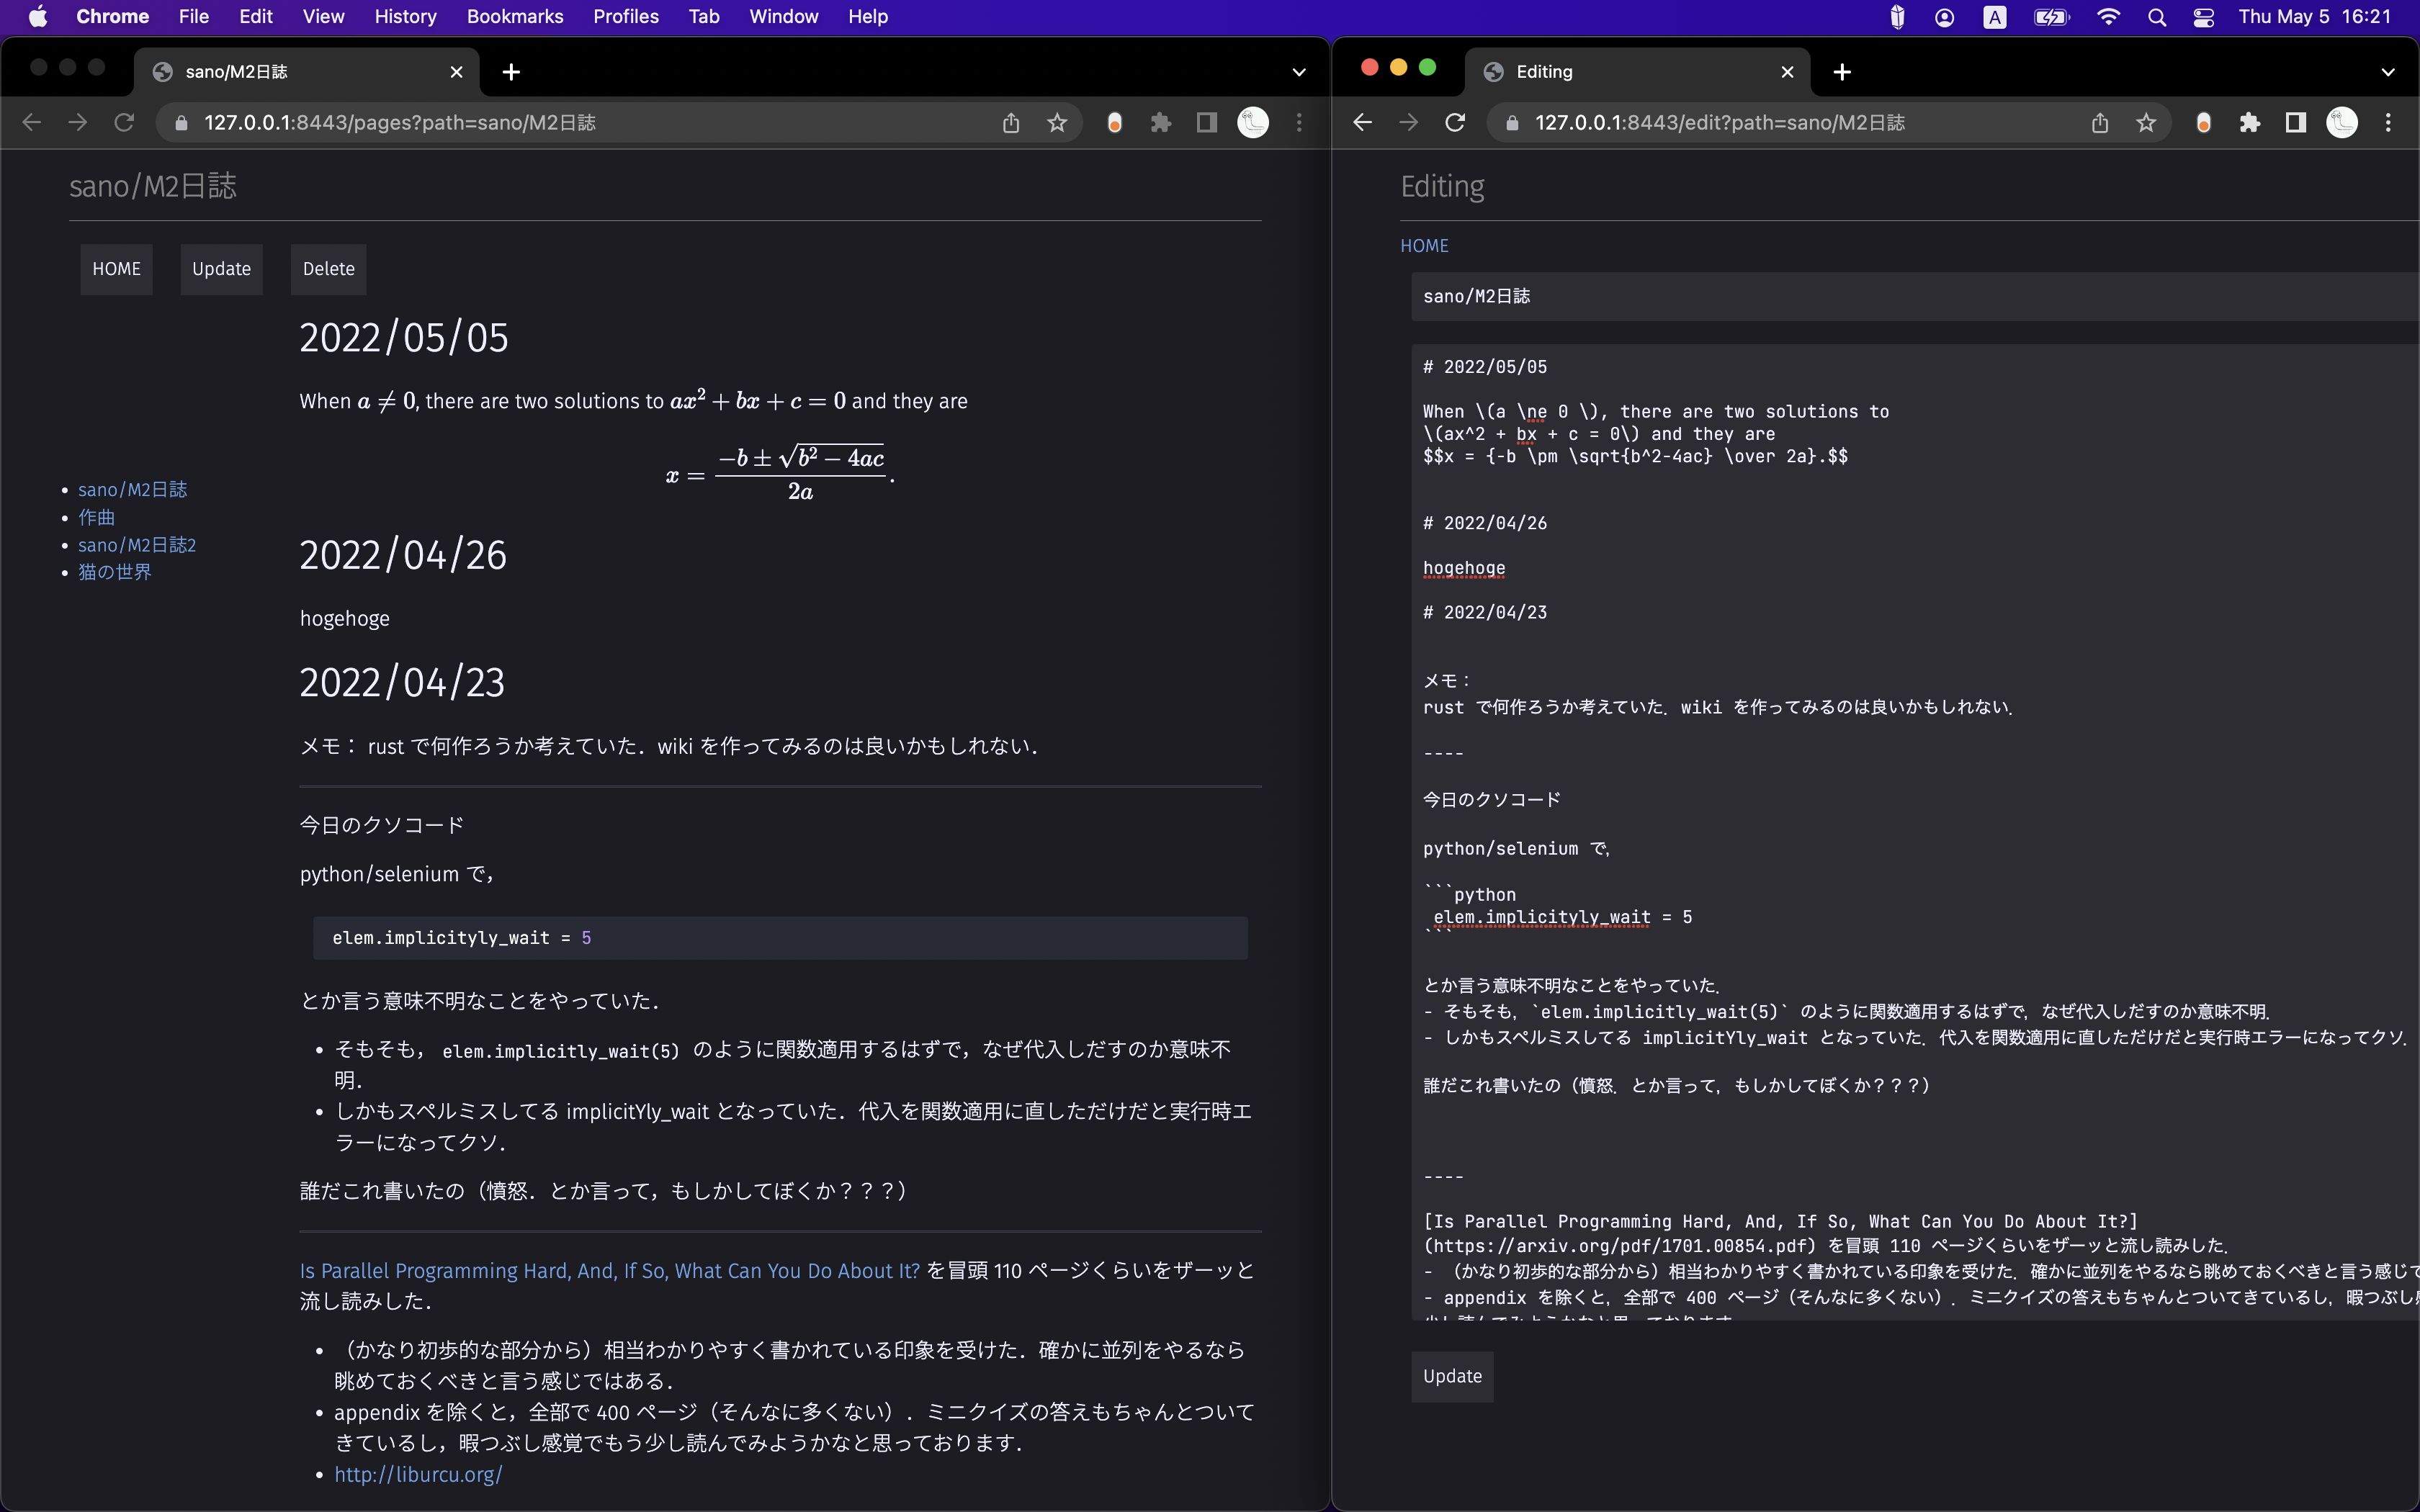 Chrome File Edit View History Bookmarks Profiles Tab Window Help
A
Thu May 5 16:21
sano/M2日誌
127.0.0.1:8443/pages?path=sano/M2日誌
sano/M2日誌
HOME
Update
Delete
sano/M2日誌
作曲
sano/M2日誌2
猫の世界
2022/05/05
When a ≠ 0, there are two solutions to ax² + bx + c = 0 and they are
x = (−b ± √(b² − 4ac)) / 2a .
2022/04/26
hogehoge
2022/04/23
メモ： rust で何作ろうか考えていた．wiki を作ってみるのは良いかもしれない．
今日のクソコード
python/selenium で，
elem.implicityly_wait = 5
とか言う意味不明なことをやっていた．
そもそも， elem.implicitly_wait(5) のように関数適用するはずで，なぜ代入しだすのか意味不
明．
しかもスペルミスしてる implicitYly_wait となっていた．代入を関数適用に直しただけだと実行時エ
ラーになってクソ．
誰だこれ書いたの（憤怒．とか言って，もしかしてぼくか？？？）
Is Parallel Programming Hard, And, If So, What Can You Do About It? を冒頭 110 ページくらいをザーッと
流し読みした．
（かなり初歩的な部分から）相当わかりやすく書かれている印象を受けた．確かに並列をやるなら
眺めておくべきと言う感じではある．
appendix を除くと，全部で 400 ページ（そんなに多くない）．ミニクイズの答えもちゃんとついて
きているし，暇つぶし感覚でもう少し読んでみようかなと思っております．
http://liburcu.org/
Editing
127.0.0.1:8443/edit?path=sano/M2日誌
Editing
HOME
sano/M2日誌
# 2022/05/05
When \(a \ne 0 \), there are two solutions to
\(ax^2 + bx + c = 0\) and they are
$$x = {-b \pm \sqrt{b^2-4ac} \over 2a}.$$
# 2022/04/26
hogehoge
# 2022/04/23
メモ：
rust で何作ろうか考えていた．wiki を作ってみるのは良いかもしれない．
----
今日のクソコード
python/selenium で，
```python
elem.implicityly_wait = 5
```
とか言う意味不明なことをやっていた．
- そもそも，`elem.implicitly_wait(5)` のように関数適用するはずで，なぜ代入しだすのか意味不明．
- しかもスペルミスしてる implicitYly_wait となっていた．代入を関数適用に直しただけだと実行時エラーになってクソ．
誰だこれ書いたの（憤怒．とか言って，もしかしてぼくか？？？）
----
[Is Parallel Programming Hard, And, If So, What Can You Do About It?]
(https://arxiv.org/pdf/1701.00854.pdf) を冒頭 110 ページくらいをザーッと流し読みした．
- （かなり初歩的な部分から）相当わかりやすく書かれている印象を受けた．確かに並列をやるなら眺めておくべきと言う感じで
- appendix を除くと，全部で 400 ページ（そんなに多くない）．ミニクイズの答えもちゃんとついてきているし，暇つぶし
Update